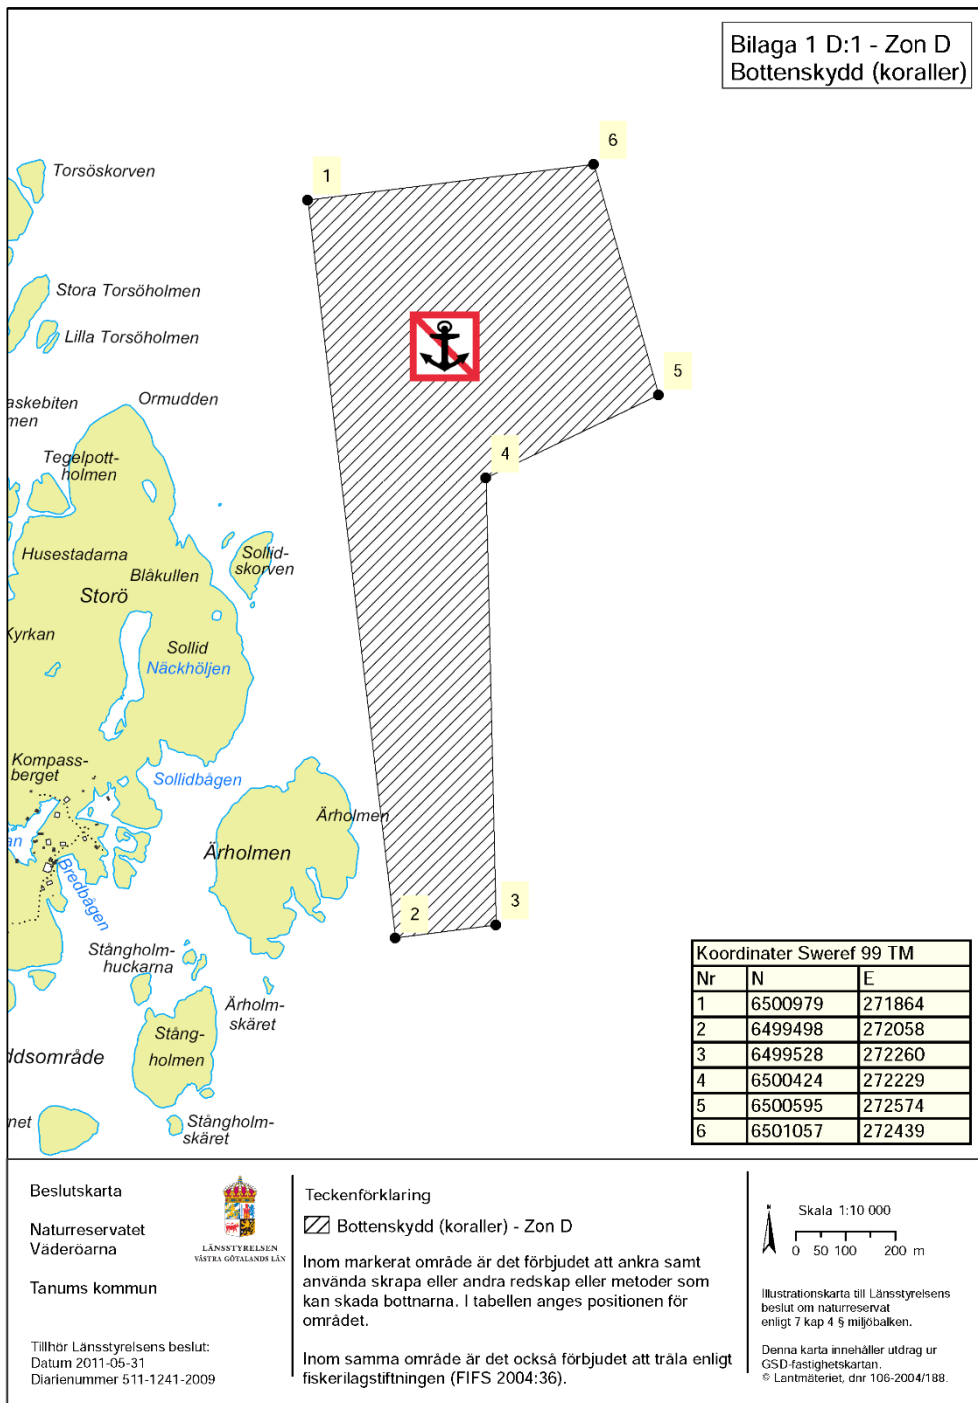 Bilaga 1 D:1 - Zon D
Bottenskydd (koraller)
6
1
Torsöskorven
Stora Torsöholmen
Lilla Torsöholmen
5
Ormudden
askebiten
men
4
Tegelpott-
holmen
Husestadarna
Sollid-
skorven
Blåkullen
Storö
Kyrkan
Sollid
Näckhöljen
Kompass-
berget
Sollidbågen
Ärholmen
an
Ärholmen
Bredbågen
2
3
Stångholm-
huckarna
Ärholm-
skäret
Stång-
holmen
ddsområde
net
Stångholm-
skäret
Koordinater Sweref 99 TM
Nr N E
1 6500979 271864
2 6499498 272058
3 6499528 272260
4 6500424 272229
5 6500595 272574
6 6501057 272439
Beslutskarta
Naturreservatet
Väderöarna
Tanums kommun
LÄNSSTYRELSEN
VÄSTRA GÖTALANDS LÄN
Tillhör Länsstyrelsens beslut:
Datum 2011-05-31
Diarienummer 511-1241-2009
Teckenförklaring
Bottenskydd (koraller) - Zon D
Inom markerat område är det förbjudet att ankra samt
använda skrapa eller andra redskap eller metoder som
kan skada bottnarna. I tabellen anges positionen för
området.
Inom samma område är det också förbjudet att tråla enligt
fiskerilagstiftningen (FIFS 2004:36).
N
Skala 1:10 000
0 50 100 200 m
Illustrationskarta till Länsstyrelsens
beslut om naturreservat
enligt 7 kap 4 § miljöbalken.
Denna karta innehåller utdrag ur
GSD-fastighetskartan.
© Lantmäteriet, dnr 106-2004/188.